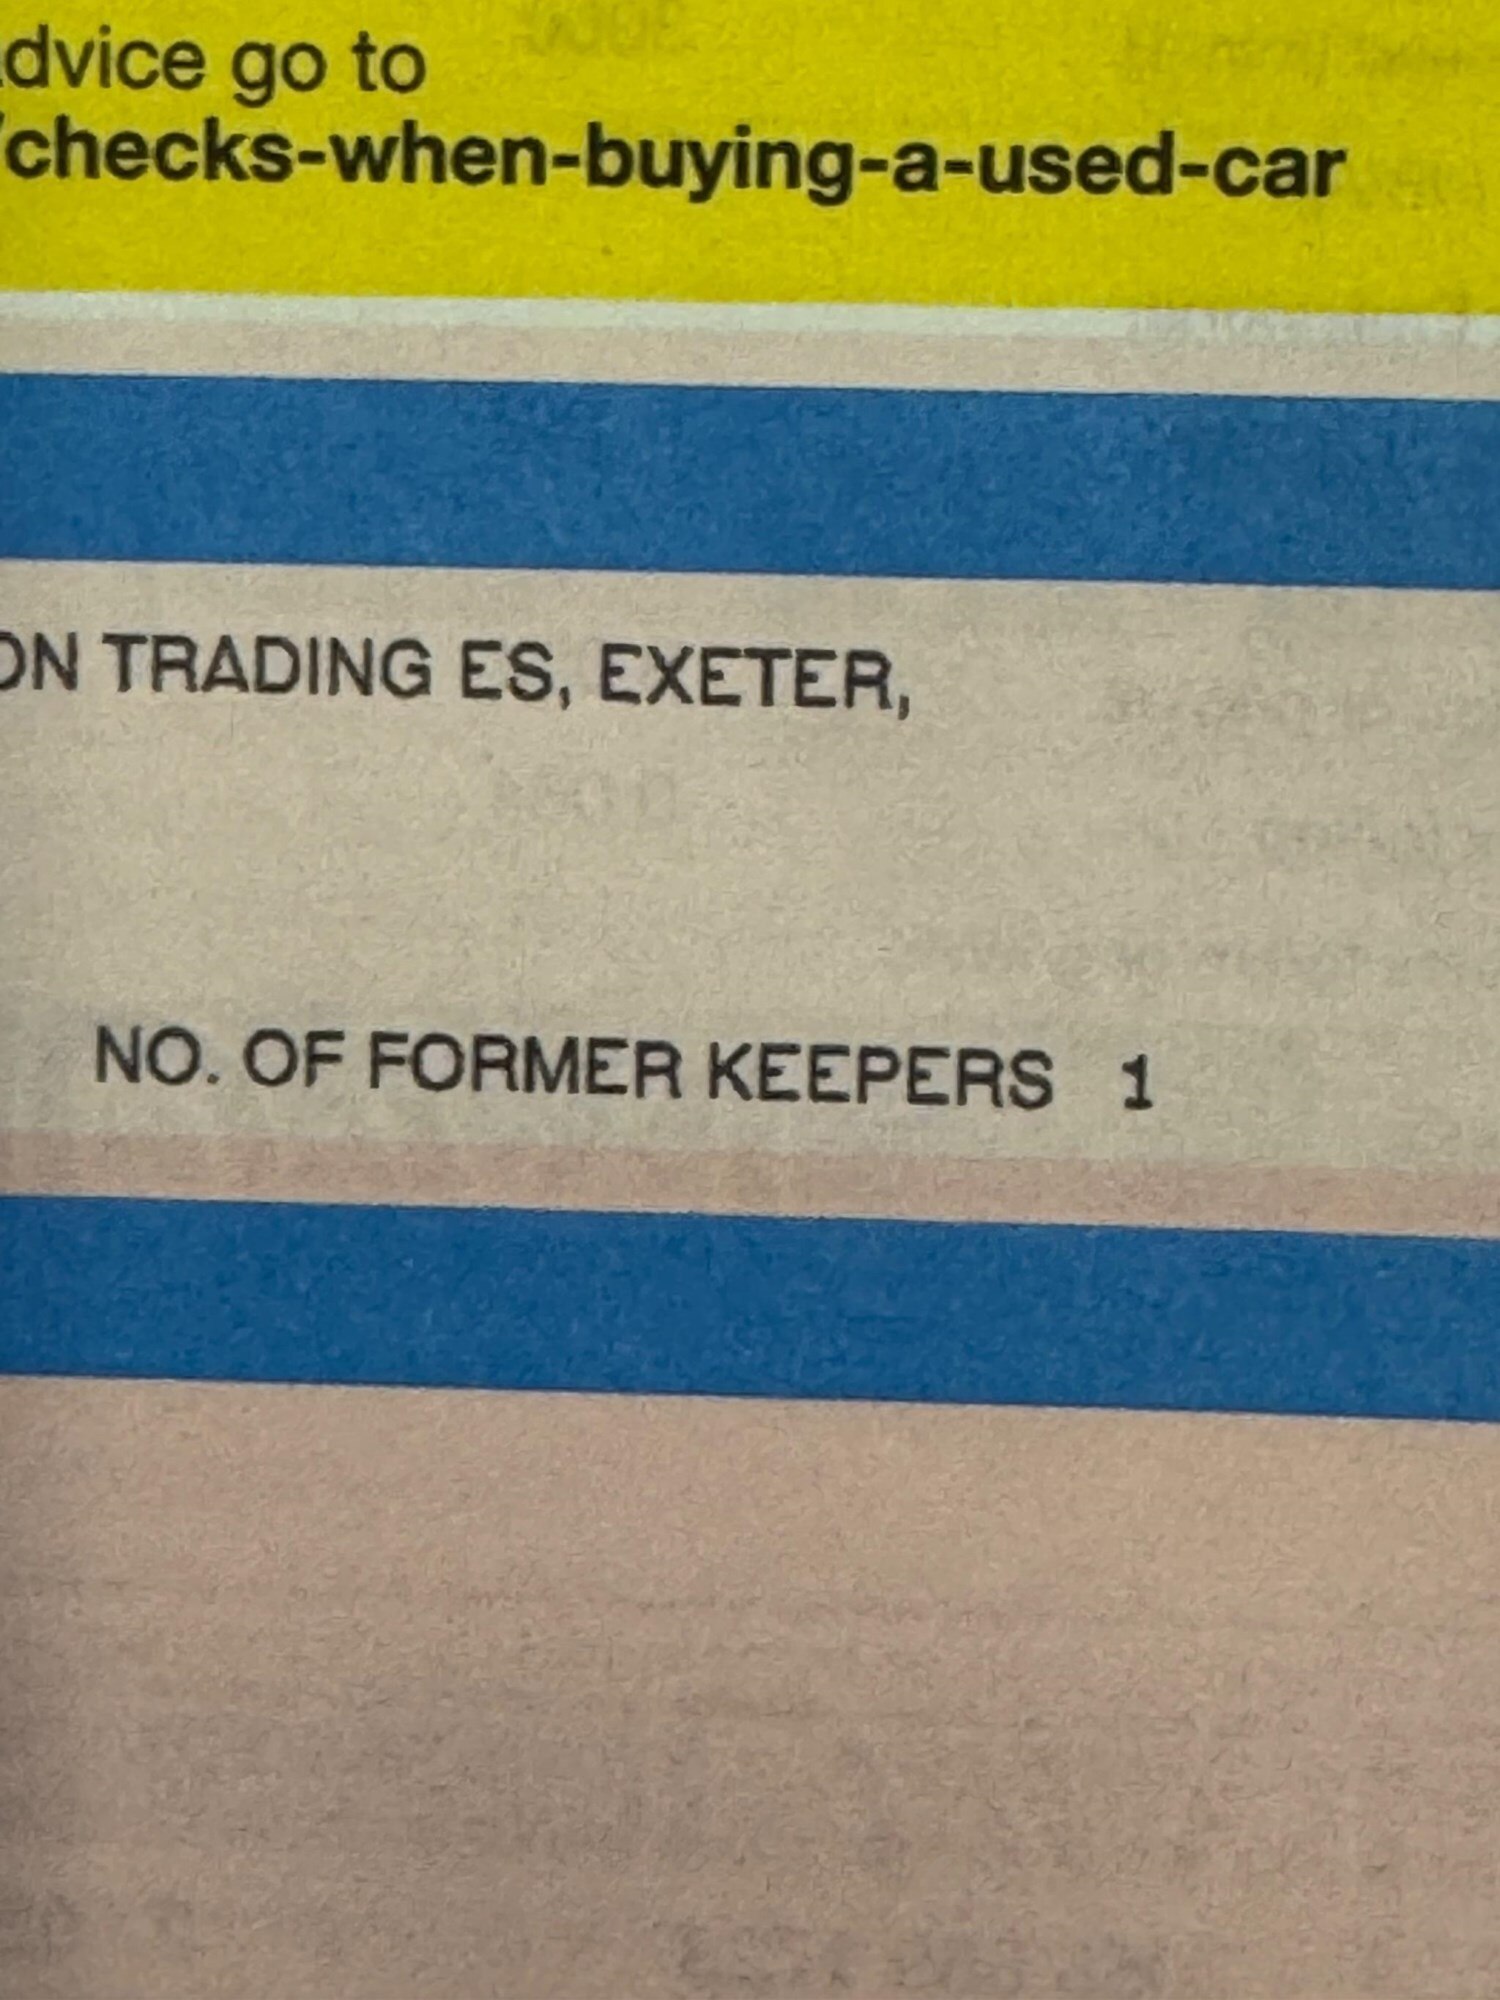 dvice go to
/checks-when-buying-a-used-car
ON TRADING ES, EXETER,
NO. OF FORMER KEEPERS 1